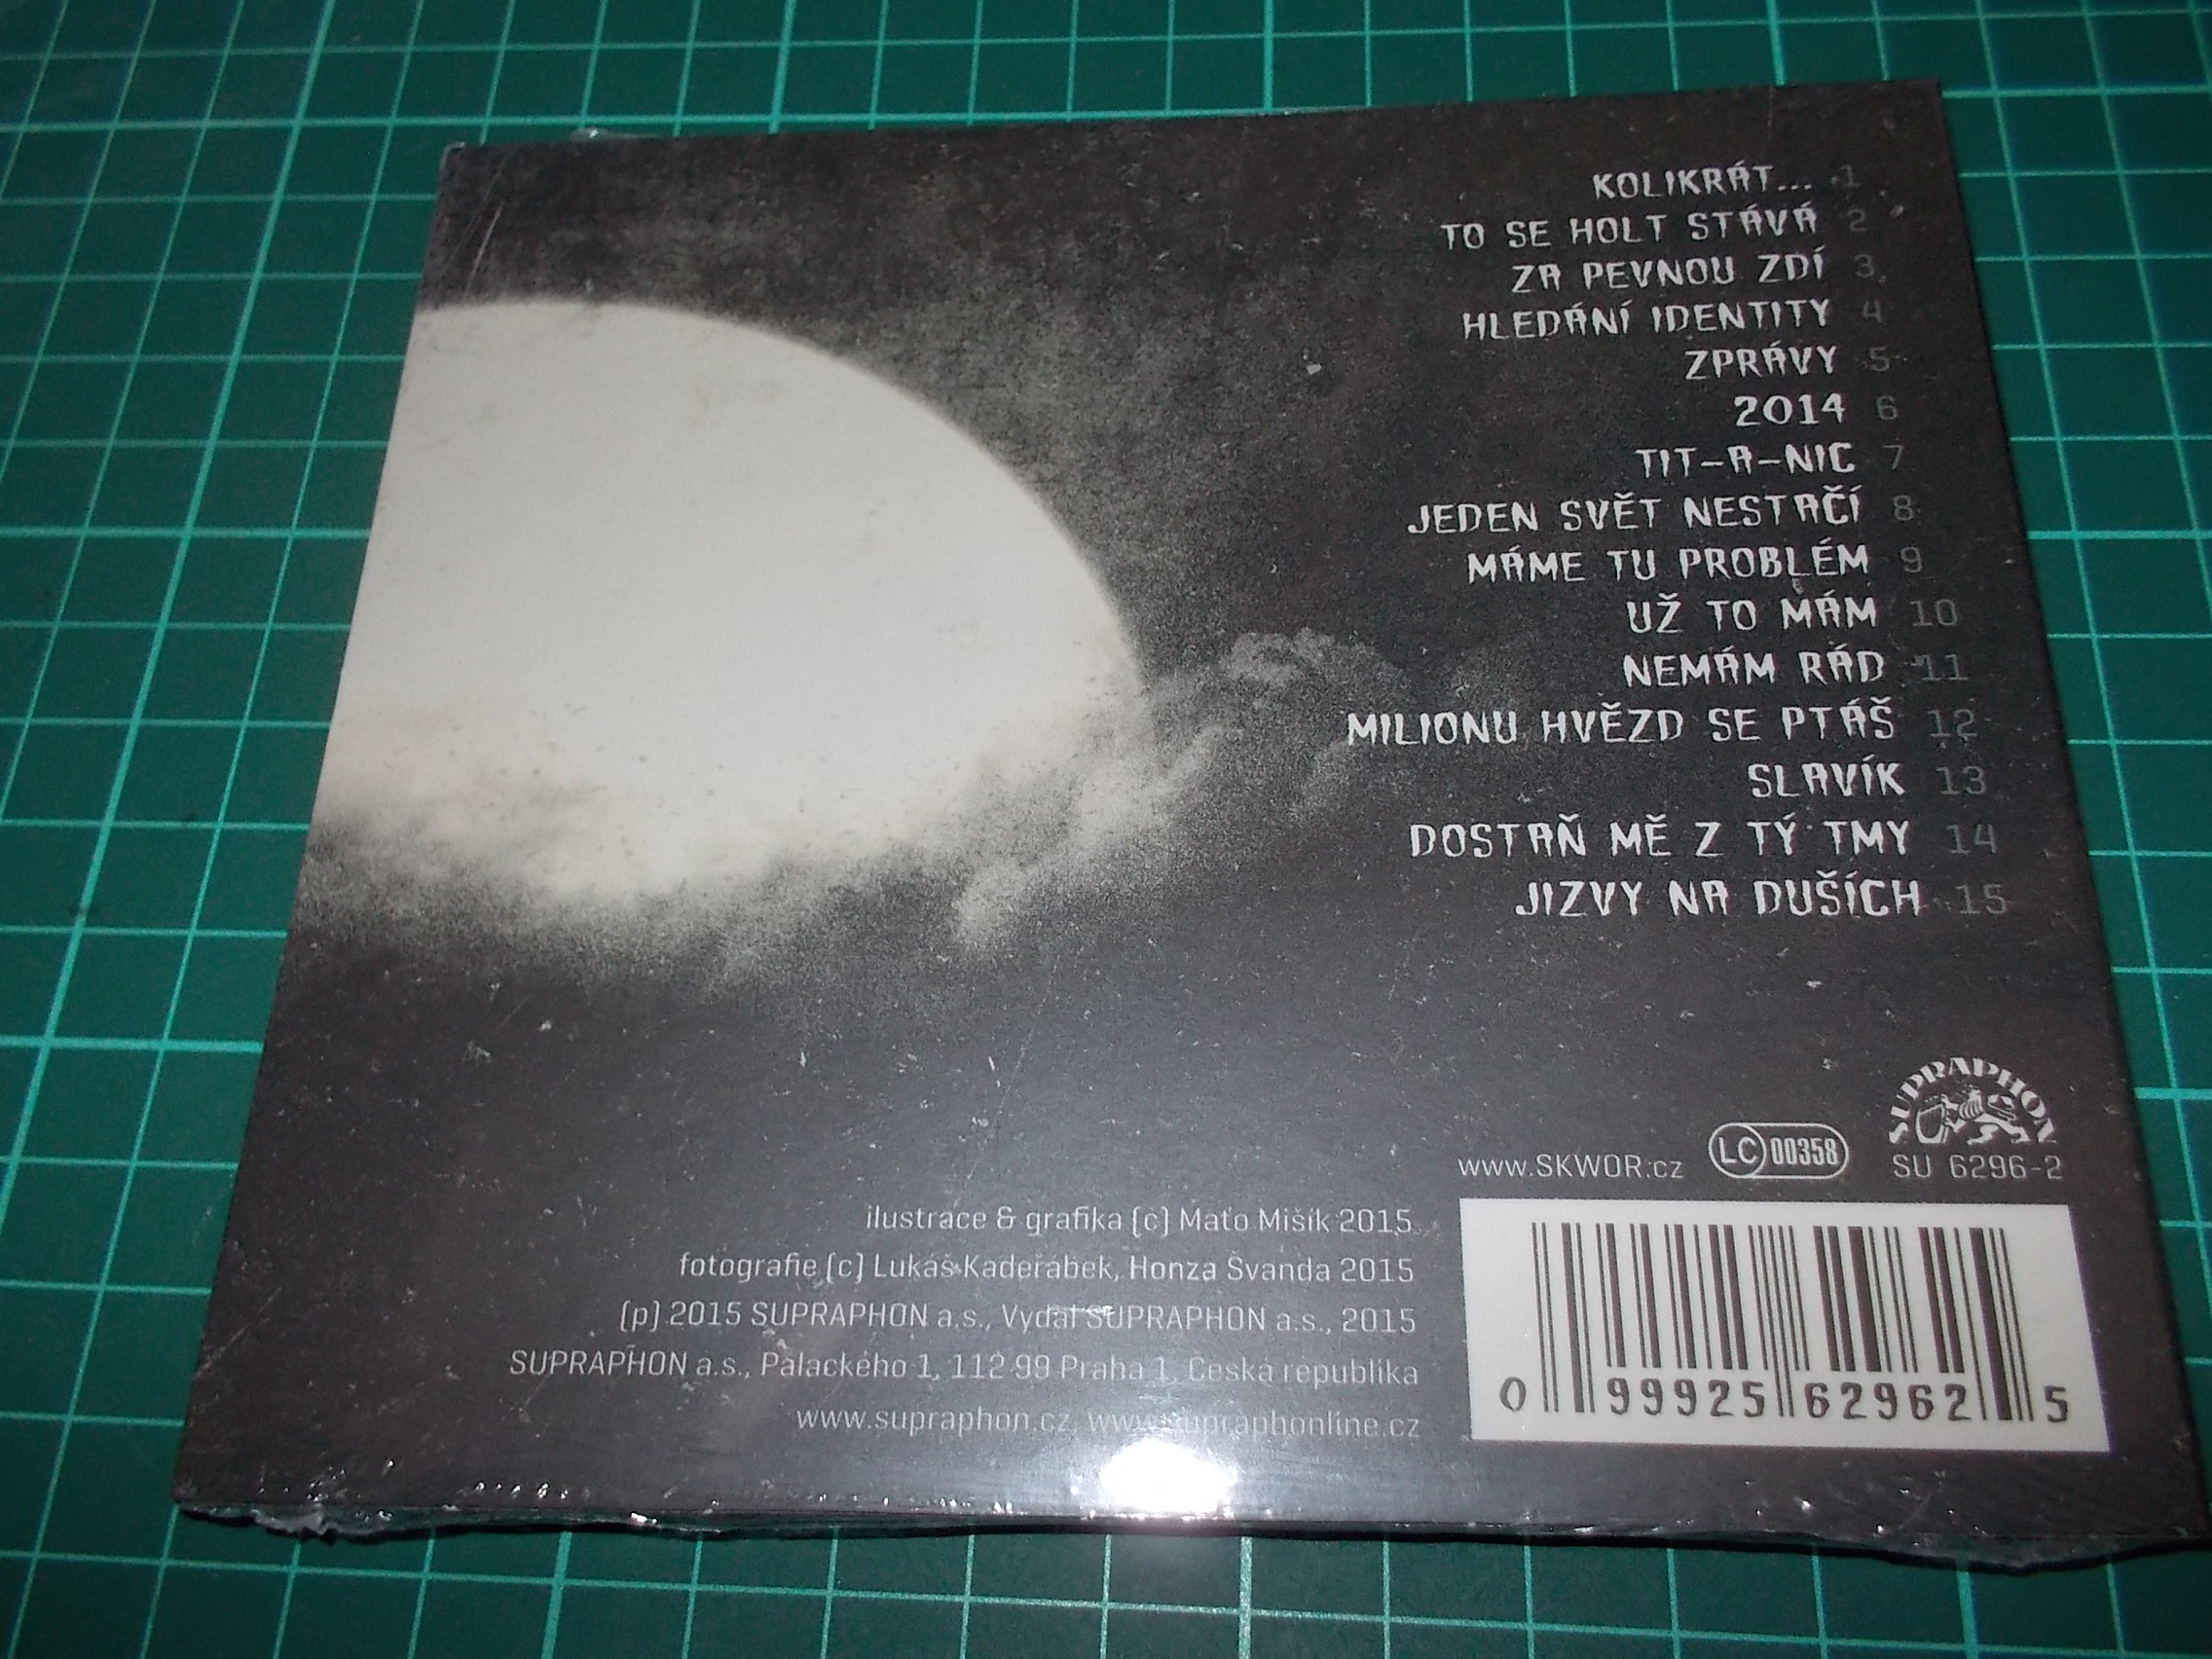 KOLIKRÁT... 1
TO SE HOLT STÁVÁ 2
ZA PEVNOU ZDÍ 3
HLEDÁNÍ IDENTITY 4
ZPRÁVY 5
2014 6
TIT-A-NIC 7
JEDEN SVĚT NESTAČÍ 8
MÁME TU PROBLÉM 9
UŽ TO MÁM 10
NEMÁM RÁD 11
MILIONU HVĚZD SE PTÁŠ 12
SLAVÍK 13
DOSTAŇ MĚ Z TÝ TMY 14
JIZVY NA DUŠÍCH 15
SUPRAPHON
www.SKWOR.cz LC 00358 SU 6296-2
ilustrace & grafika (c) Maťo Mišík 2015
fotografie (c) Lukáš Kadeřábek, Honza Švanda 2015
(p) 2015 SUPRAPHON a.s., Vydal SUPRAPHON a.s., 2015
SUPRAPHON a.s., Palackého 1, 112 99 Praha 1, Česká republika
www.supraphon.cz, www.supraphonline.cz
0 99925 62962 5